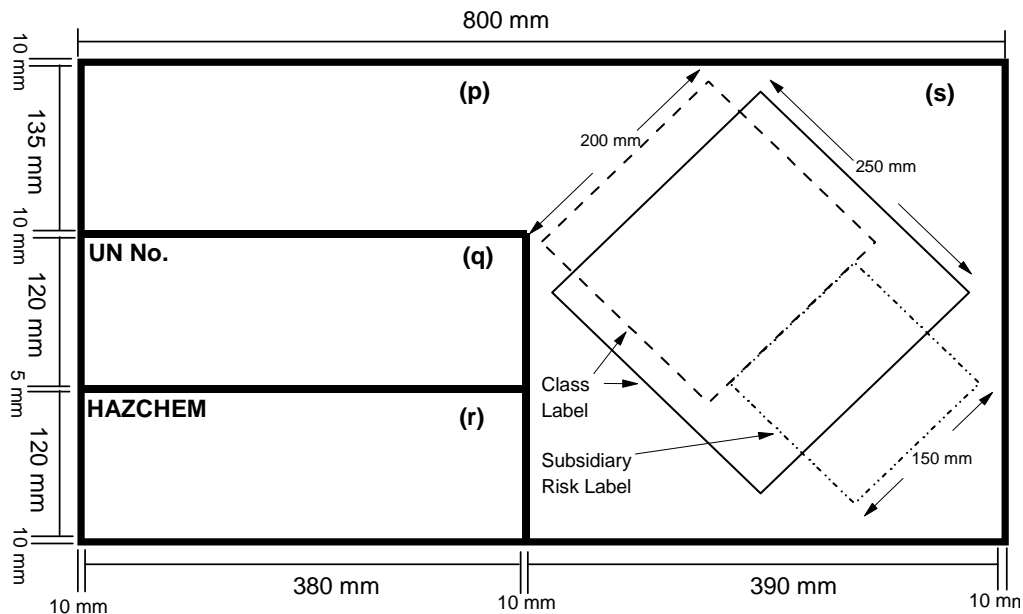 800 mm
10 mm
(p)
(s)
135 mm
200 mm
250 mm
10 mm
UN No.
(q)
120 mm
5 mm
HAZCHEM
(r)
Class
Label
120 mm
Subsidiary
Risk Label
150 mm
10 mm
380 mm
390 mm
10 mm
10 mm
10 mm